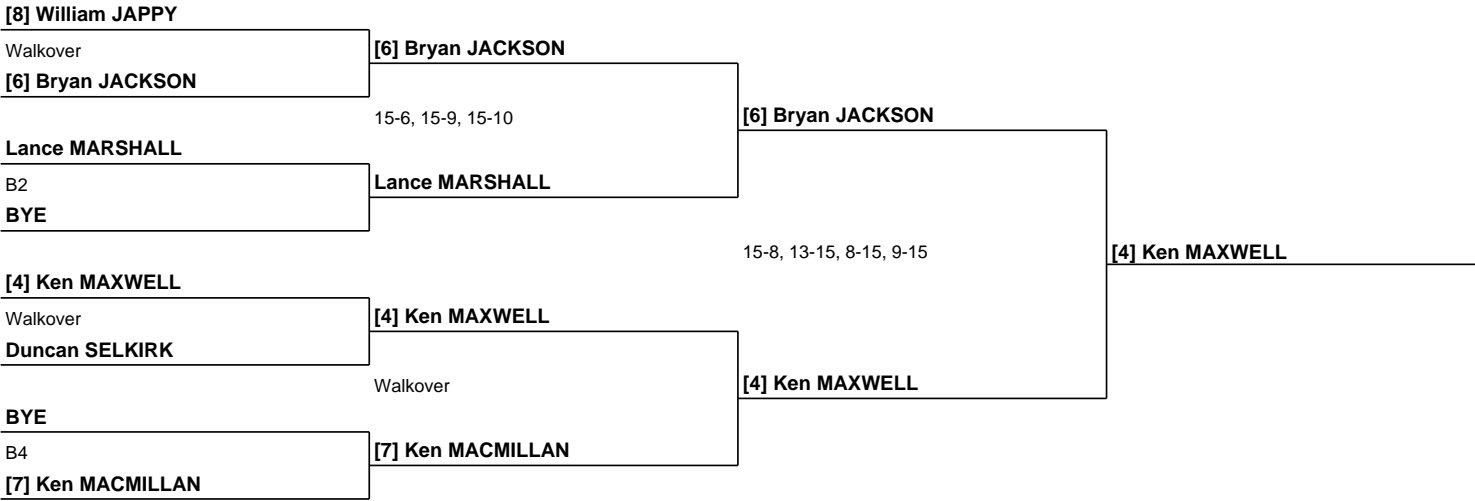 [8] William JAPPY
Walkover
[6] Bryan JACKSON
[6] Bryan JACKSON
15-6, 15-9, 15-10
[6] Bryan JACKSON
Lance MARSHALL
B2
Lance MARSHALL
BYE
15-8, 13-15, 8-15, 9-15
[4] Ken MAXWELL
[4] Ken MAXWELL
Walkover
[4] Ken MAXWELL
Duncan SELKIRK
Walkover
[4] Ken MAXWELL
BYE
B4
[7] Ken MACMILLAN
[7] Ken MACMILLAN